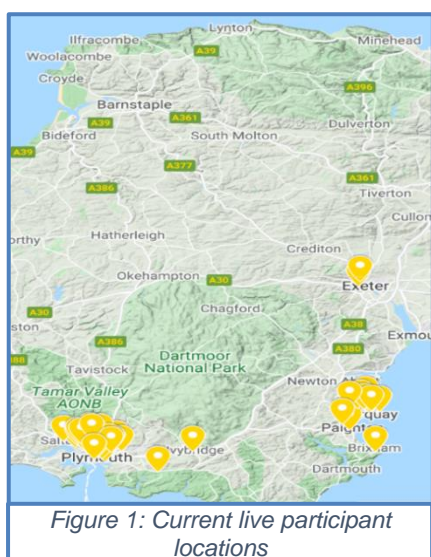 Lynton
Ilfracombe
Minehead
A39
Woolacombe
Croyde
A396
Barnstaple
A361
Dulverton
A39
Bideford
South Molton
A39
A377
A386
A361
Tiverton
Cullon
orthy
Hatherleigh
Crediton
Okehampton
A30
Exeter
Chagford
A30
ston
A386
A38
Exmou
Dartmoor
National Park
A380
388
Tavistock
Newton A
Tamar Valley
AONB
quay
Paignt
Plymouth
vybridge
Brixham
Dartmouth
Figure 1: Current live participant
locations